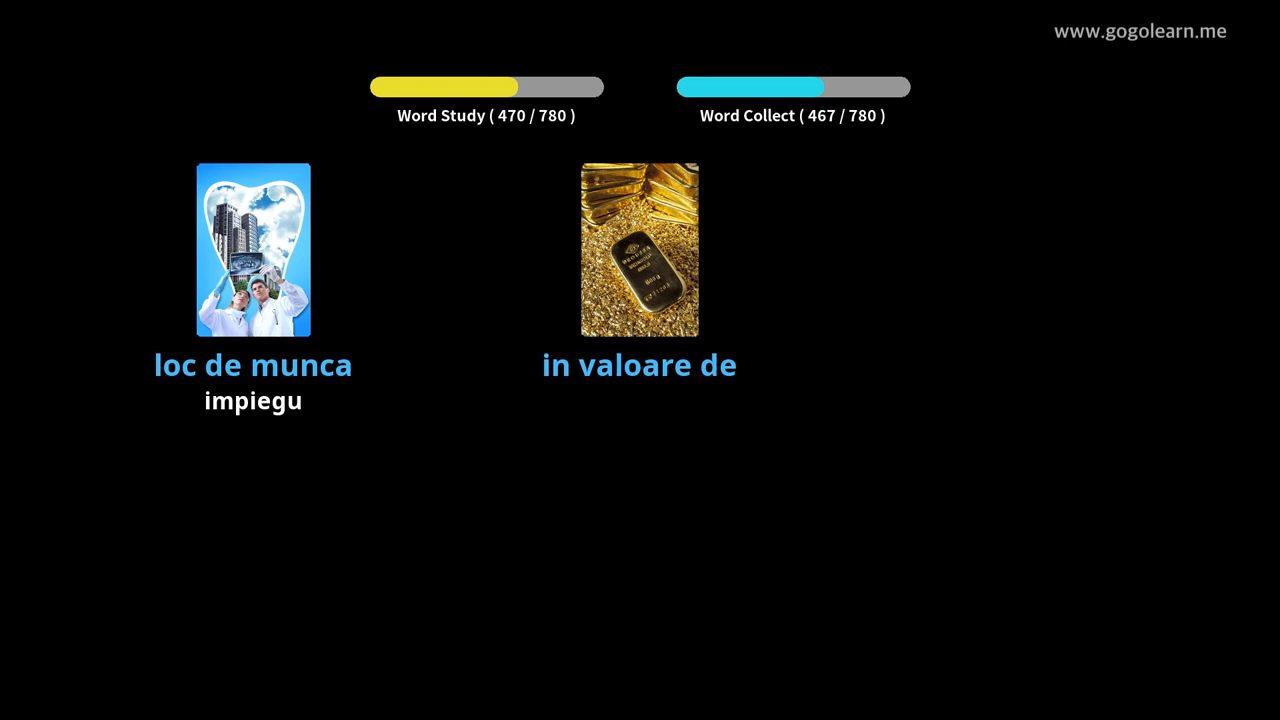 www.gogolearn.me
Word Study ( 470 / 780 )
Word Collect ( 467 / 780 )
loc de munca
impiegu
in valoare de